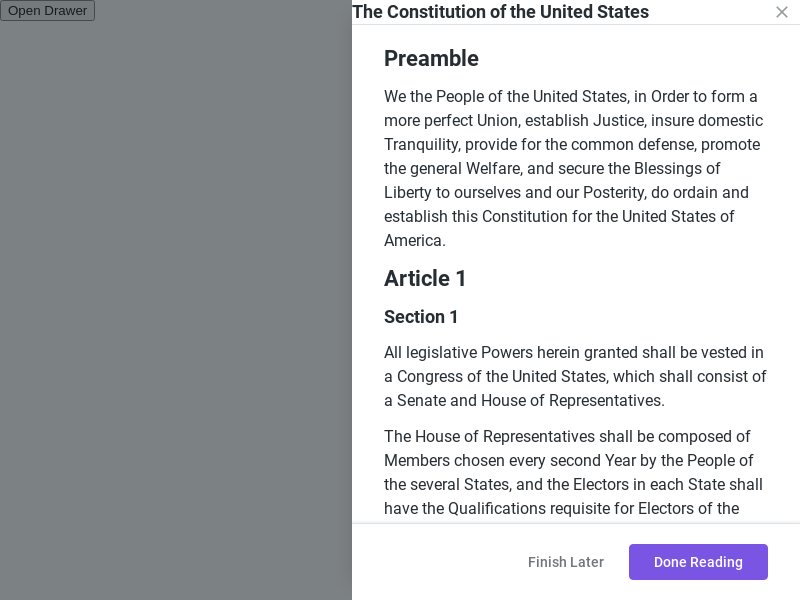 Open Drawer
The Constitution of the United States
Preamble
We the People of the United States, in Order to form a
more perfect Union, establish Justice, insure domestic
Tranquility, provide for the common defense, promote
the general Welfare, and secure the Blessings of
Liberty to ourselves and our Posterity, do ordain and
establish this Constitution for the United States of
America.
Article 1
Section 1
All legislative Powers herein granted shall be vested in
a Congress of the United States, which shall consist of
a Senate and House of Representatives.
The House of Representatives shall be composed of
Members chosen every second Year by the People of
the several States, and the Electors in each State shall
have the Qualifications requisite for Electors of the
Finish Later
Done Reading